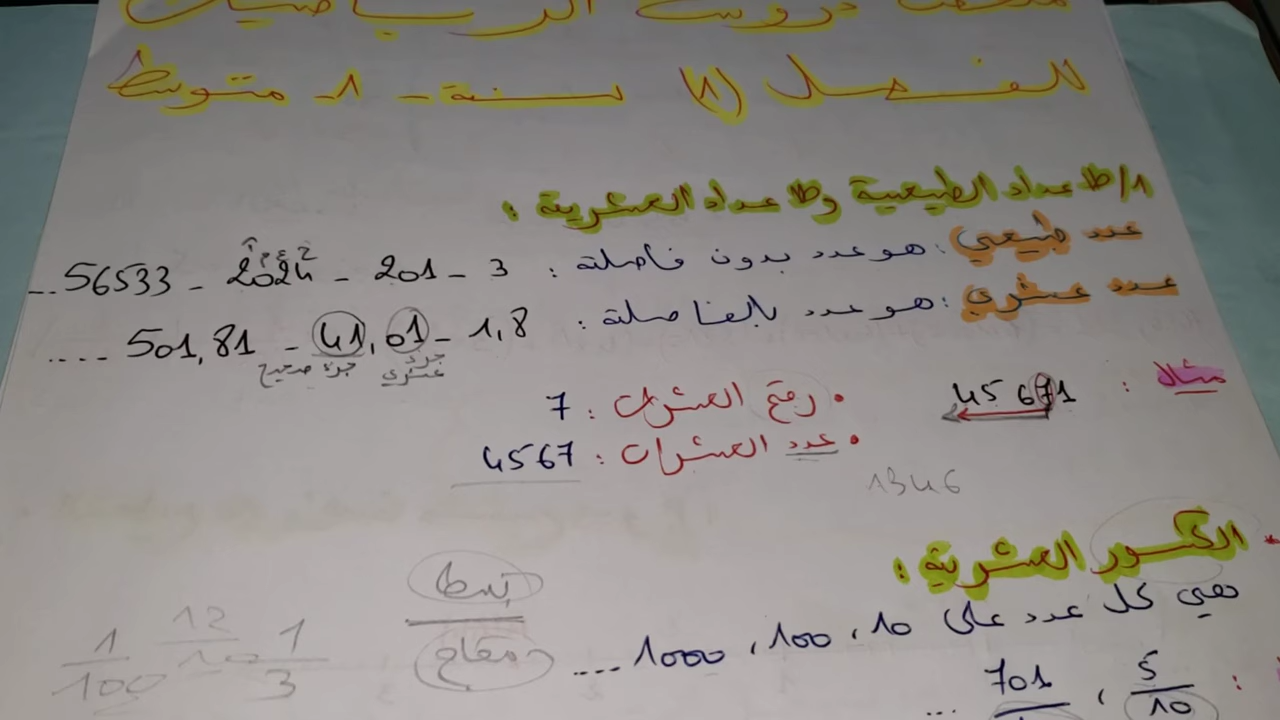 ملخص دروس الرياضيات
الفصل (1) لسنة - 1 - متوسط
1/ الأعداد الطبيعية والأعداد العشرية :
عدد طبيعي : هو عدد بدون فاصلة : 3 - 201 - 2024 - 56533 ...
آ م ع ح
عدد عشري : هو عدد بالفاصلة : 1,8 - 41,01 - 501,81 ....
جزء صحيح جزء عشري
مثال : 45671
• رقم العشرات : 7
• عدد العشرات : 4567
1346
• الكسور العشرية :
هي كل عدد على 10 ، 100 ، 1000 ....
بسط
مقام
1/100 12/10 1/3
: 5/10 ، 701 ...